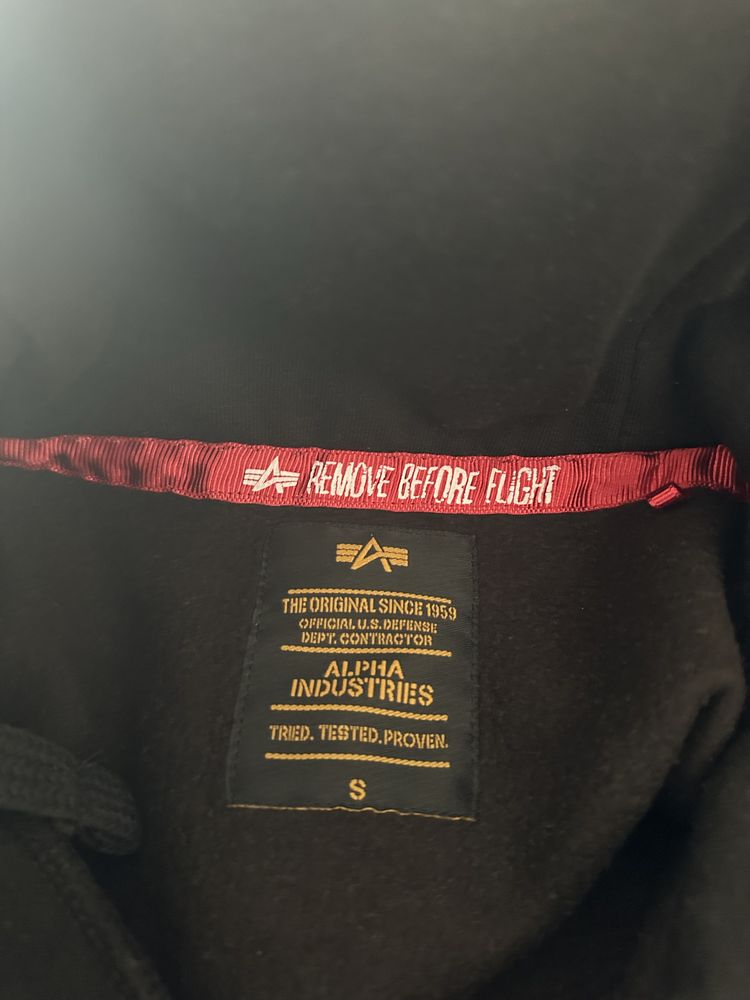 REMOVE BEFORE FLIGHT
THE ORIGINAL SINCE 1959
OFFICIAL U.S. DEFENSE
DEPT. CONTRACTOR
ALPHA
INDUSTRIES
TRIED. TESTED. PROVEN.
S